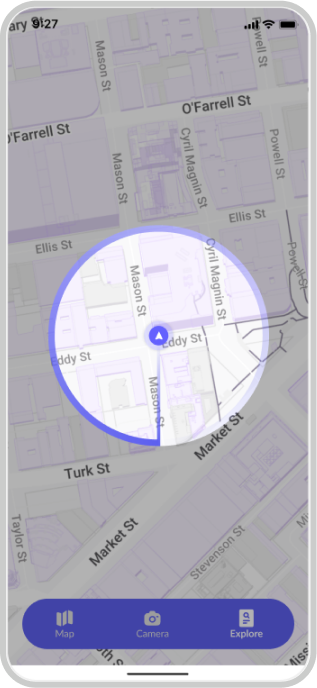 ary St
9:27
Mason St
Powell St
O'Farrell St
O'Farrell St
Mason St
Cyril Magnin St
Powell St
Ellis St
Ellis St
Mason St
Cyril Magnin St
Powell St
Eddy St
Eddy St
Mason St
Market St
Turk St
Taylor St
Market St
Stevenson St
Map
Camera
Explore